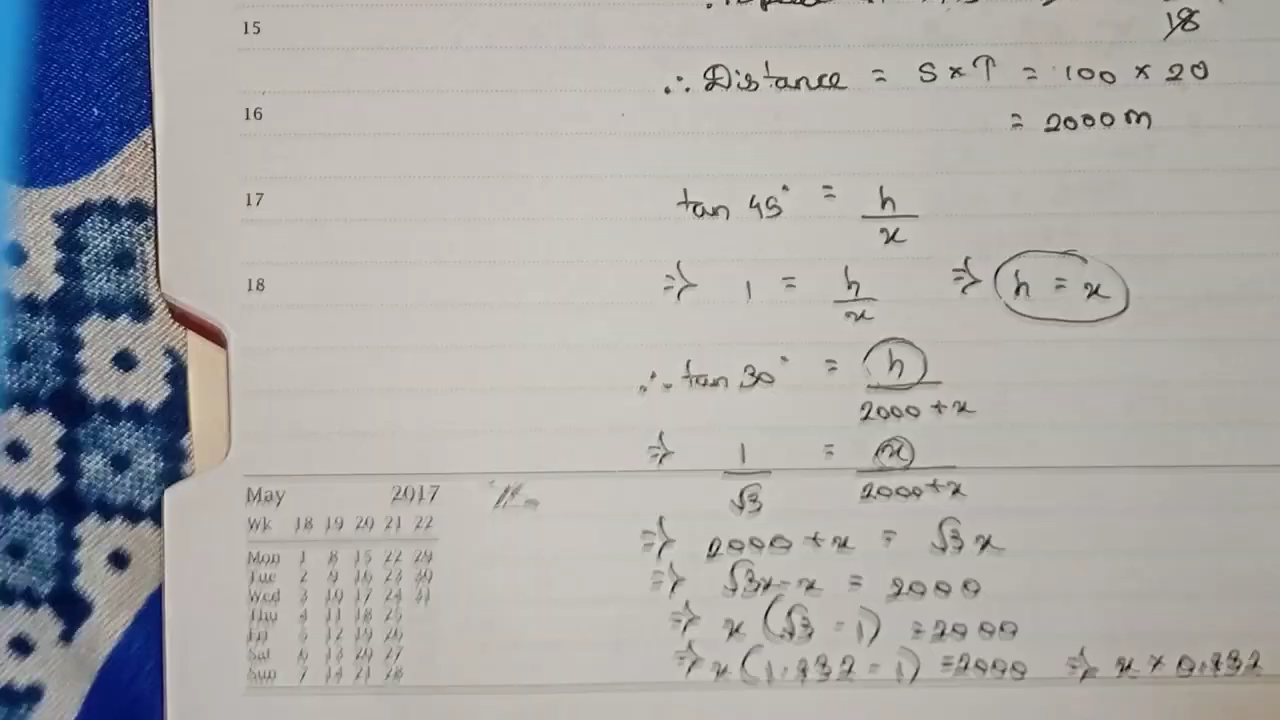 15
18
∴ Distance = S × T = 100 × 20
16
= 2000 m
17
tan 45° = h/x
18
⇒ 1 = h/x ⇒ h = x
∴ tan 30° = h/(2000 + x)
⇒ 1/√3 = x/(2000 + x)
May 2017
Wk 18 19 20 21 22
Mon 1 8 15 22 29
Tue 2 9 16 23 30
Wed 3 10 17 24 31
Thu 4 11 18 25
Fri 5 12 19 26
Sat 6 13 20 27
Sun 7 14 21 28
⇒ 2000 + x = √3 x
⇒ √3x - x = 2000
⇒ x (√3 - 1) = 2000
⇒ x (1.732 - 1) = 2000 ⇒ x × 0.732